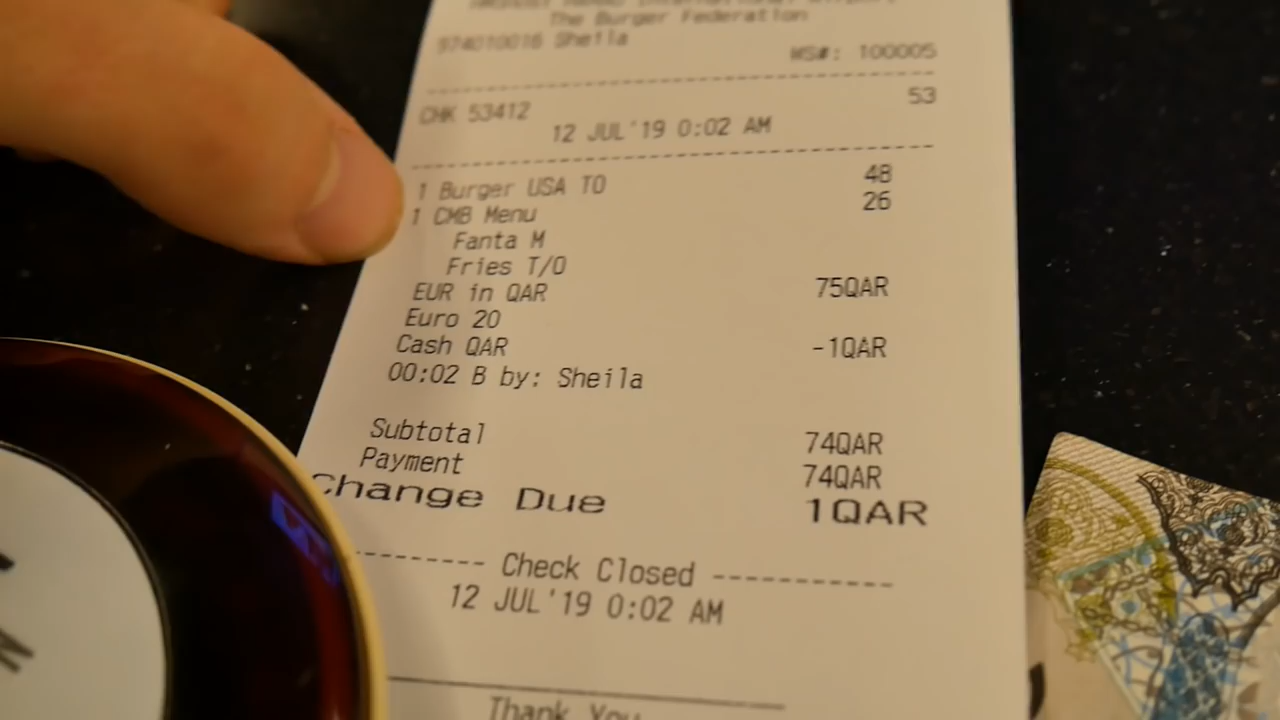 International Airport
The Burger Federation
974010016 Sheila
WS#: 100005
CHK 53412 53
12 JUL'19 0:02 AM
1 Burger USA TO 48
1 CMB Menu 26
Fanta M
Fries T/O
EUR in QAR 75QAR
Euro 20
Cash QAR -1QAR
00:02 B by: Sheila
Subtotal 74QAR
Payment 74QAR
Change Due 1QAR
----------- Check Closed -----------
12 JUL'19 0:02 AM
Thank You